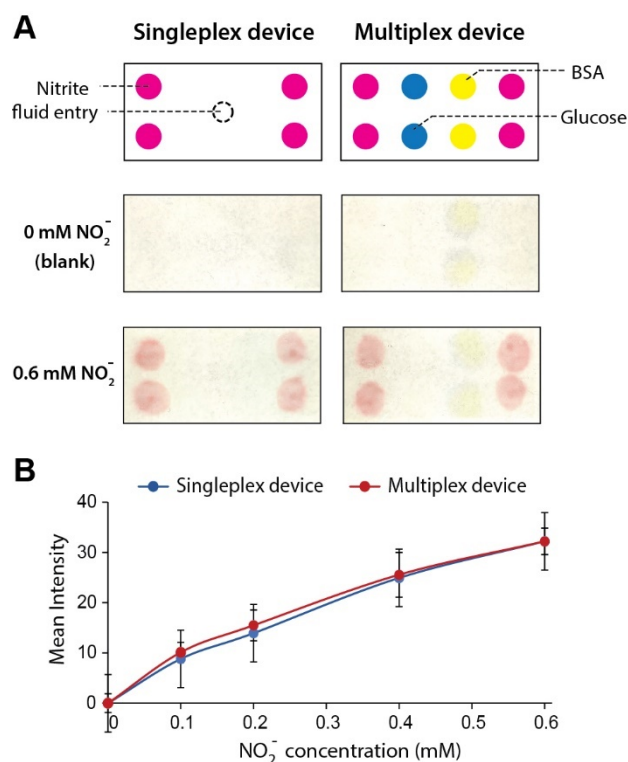 A
Singleplex device
Multiplex device
Nitrite
fluid entry
BSA
Glucose
0 mM NO₂⁻
(blank)
0.6 mM NO₂⁻
B
Singleplex device
Multiplex device
40
30
20
10
0
Mean Intensity
0 0.1 0.2 0.3 0.4 0.5 0.6
NO₂⁻ concentration (mM)